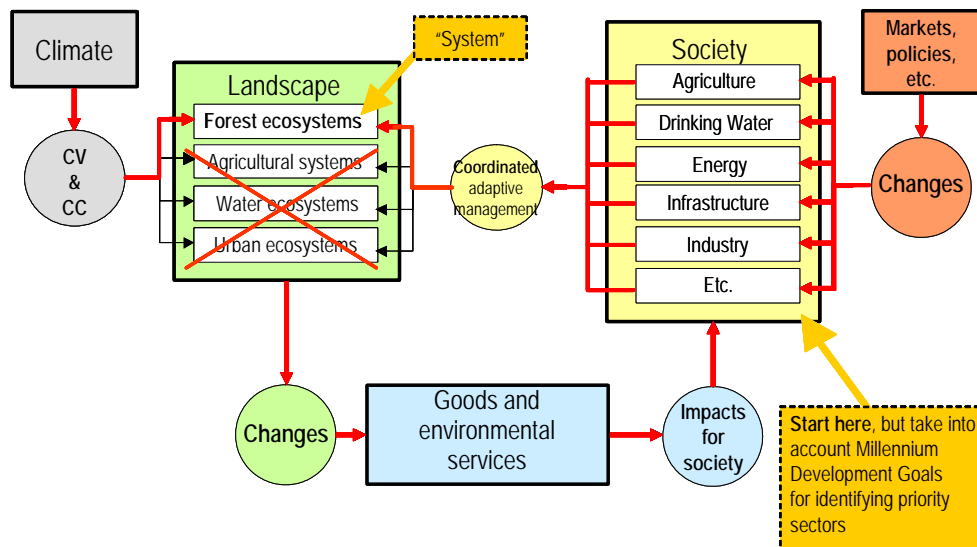 Climate
CV
&
CC
Landscape
Forest ecosystems
Agricultural systems
Water ecosystems
Urban ecosystems
“System”
Coordinated
adaptive
management
Society
Agriculture
Drinking Water
Energy
Infrastructure
Industry
Etc.
Markets,
policies,
etc.
Changes
Changes
Goods and
environmental
services
Impacts
for
society
Start here, but take into
account Millennium
Development Goals
for identifying priority
sectors